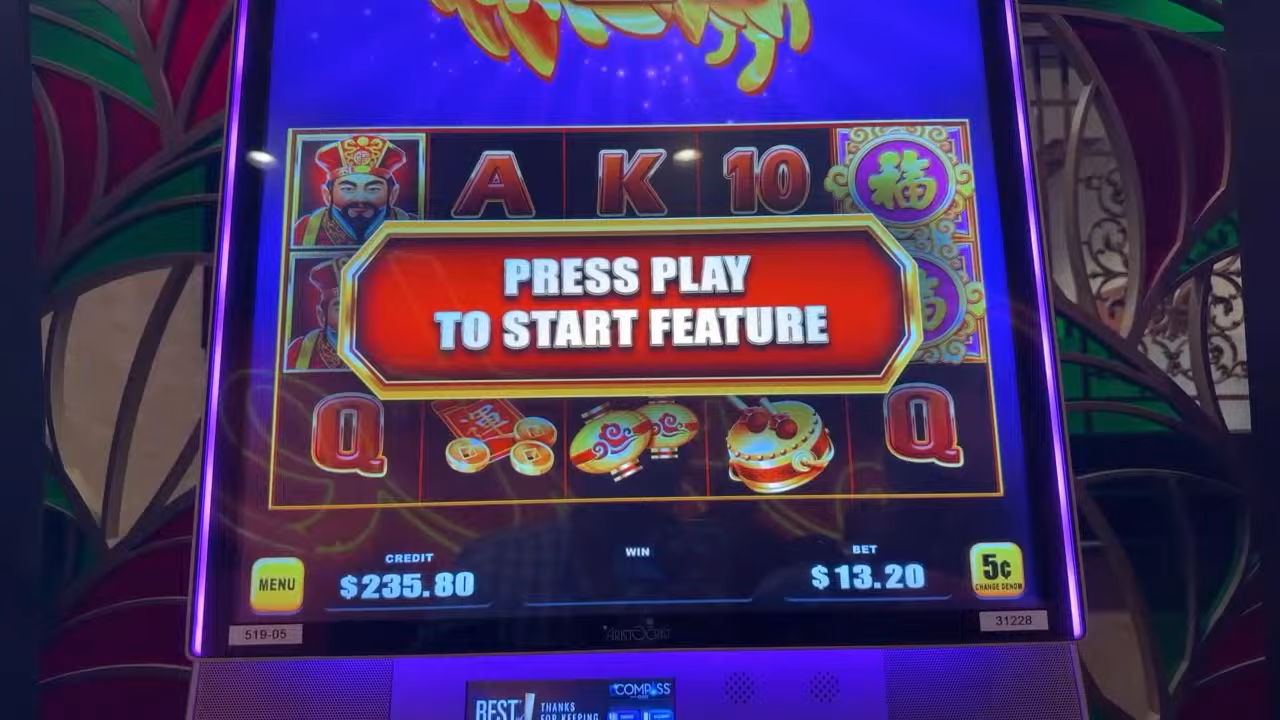 A K 10 福
PRESS PLAY
TO START FEATURE
福
Q Q
CREDIT WIN BET
$235.80 $13.20
MENU
5¢
CHANGE DENOM
519-05
ARISTOCRAT
31228
COMPASS
BEST
THANKS
FOR KEEPING